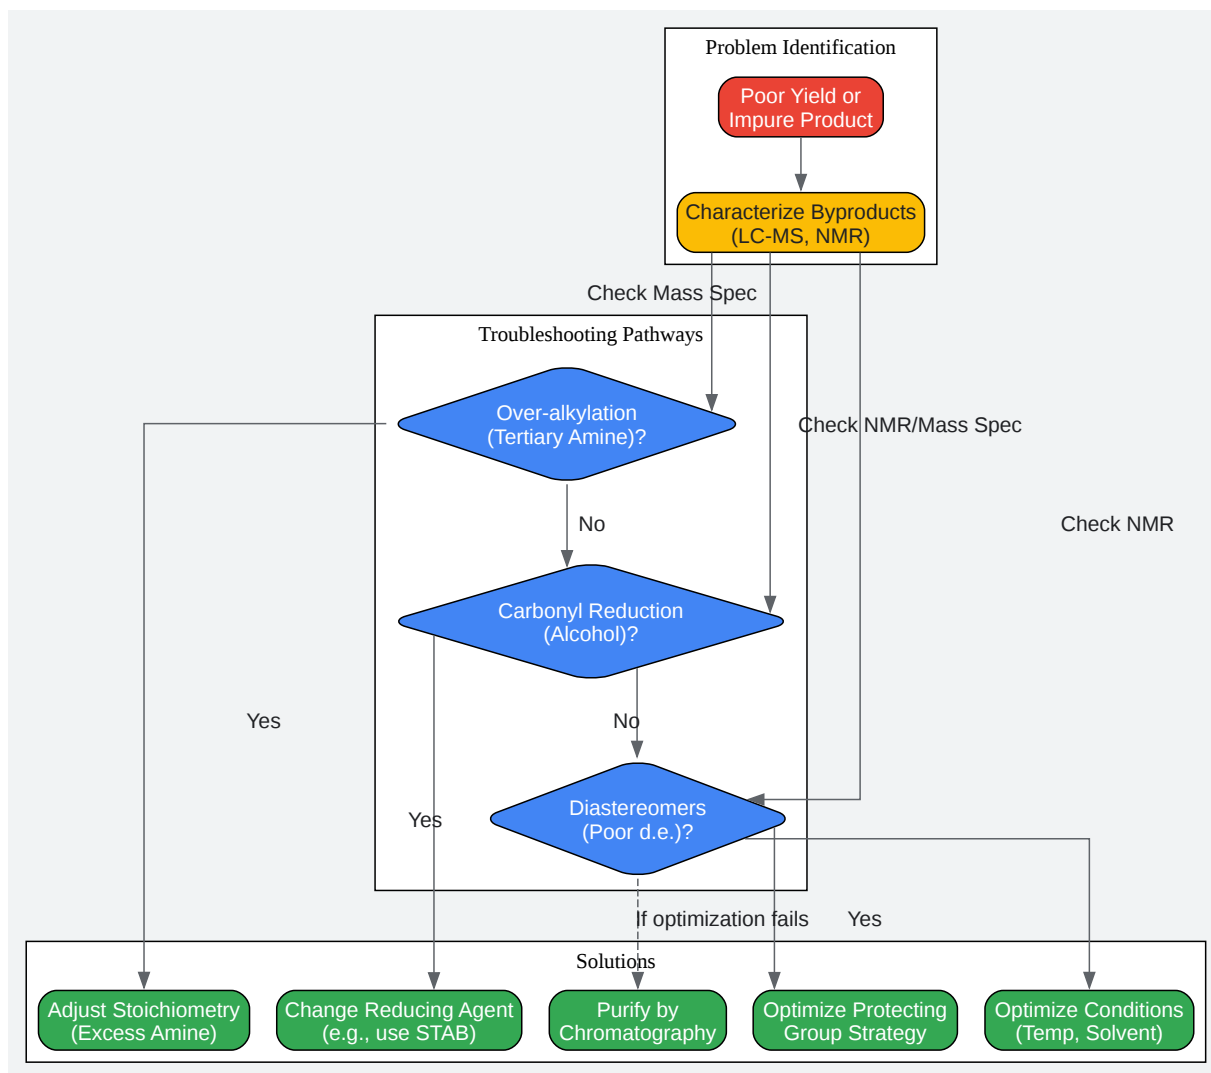 Problem Identification
Poor Yield or
Impure Product
Characterize Byproducts
(LC-MS, NMR)
Check Mass Spec
Troubleshooting Pathways
Over-alkylation
(Tertiary Amine)?
Check NMR/Mass Spec
No
Check NMR
Carbonyl Reduction
(Alcohol)?
Yes
No
Diastereomers
(Poor d.e.)?
Yes
If optimization fails
Yes
Solutions
Adjust Stoichiometry
(Excess Amine)
Change Reducing Agent
(e.g., use STAB)
Purify by
Chromatography
Optimize Protecting
Group Strategy
Optimize Conditions
(Temp, Solvent)